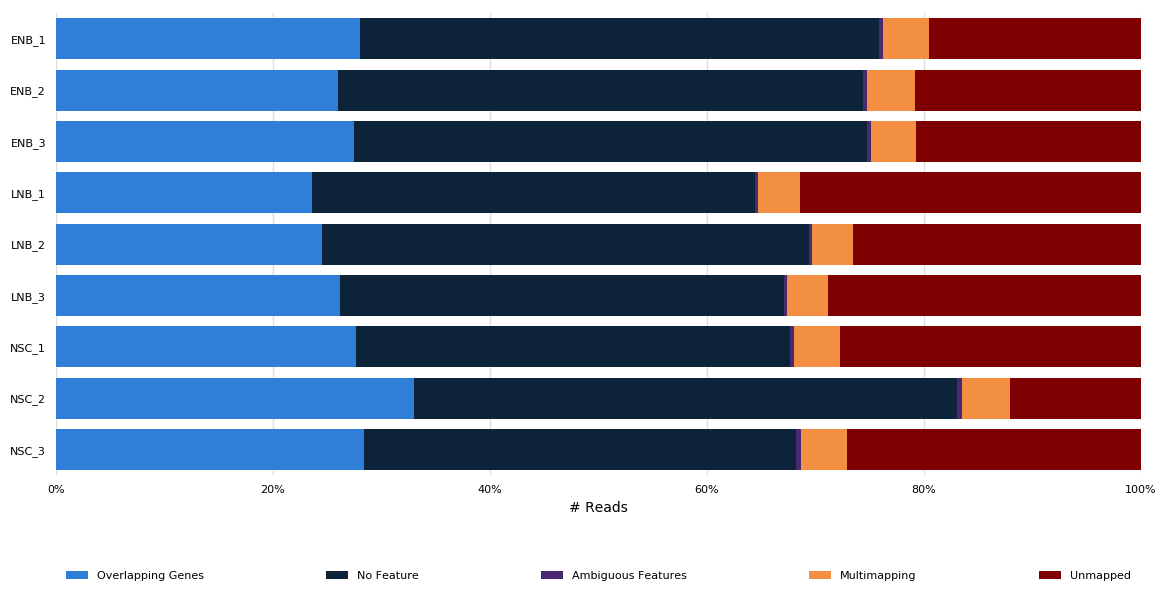 ENB_1
ENB_2
ENB_3
LNB_1
LNB_2
LNB_3
NSC_1
NSC_2
NSC_3
0% 20% 40% 60% 80% 100%
# Reads
Overlapping Genes No Feature Ambiguous Features Multimapping Unmapped